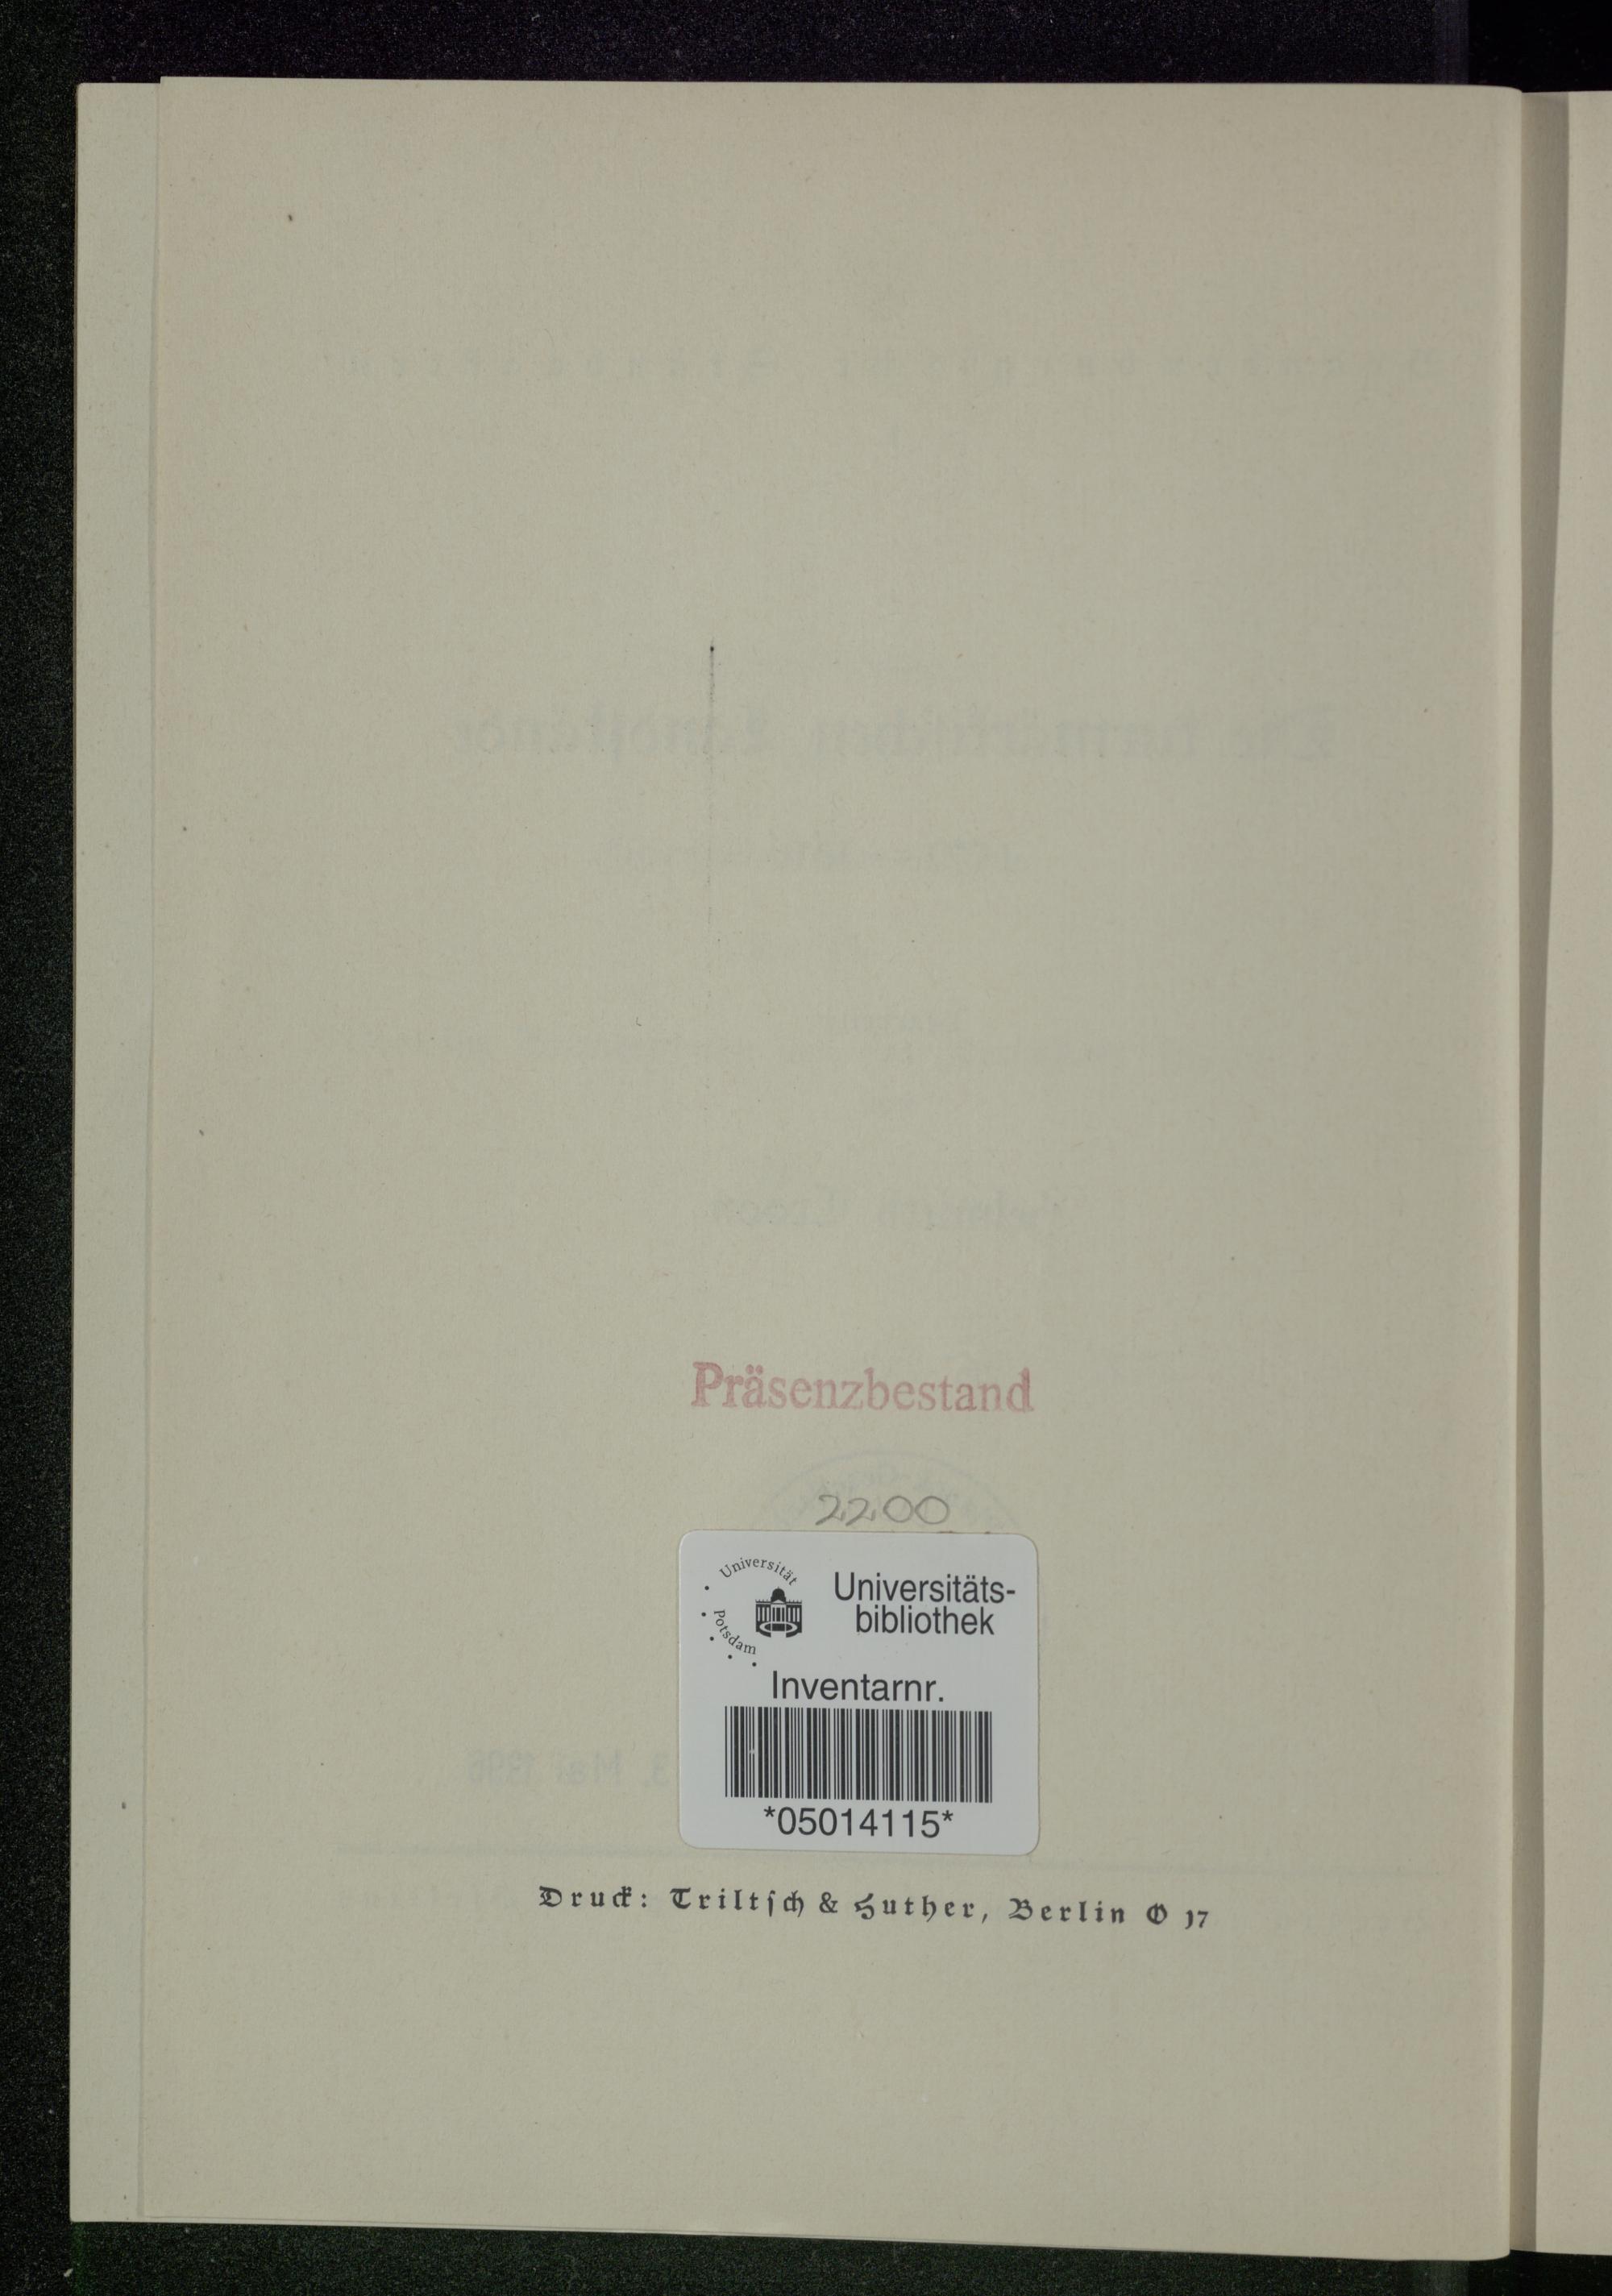 Präsenzbestand
2200
Universität
Potsdam
Universitäts-
bibliothek
Inventarnr.
*05014115*
Druck: Triltſch & Huther, Berlin O 17